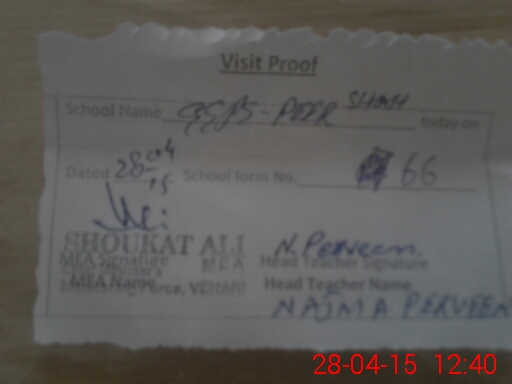 Visit Proof
School Name GGPS-PEER SHAH today on
Dated 28-04-15 School form No. 66
SHOUKAT ALI N. Perveen
MEA Signature MEA Head Teacher Signature
MEA Name Force, VEHARI Head Teacher Name
NAJMA PERVEEN
28-04-15 12:40